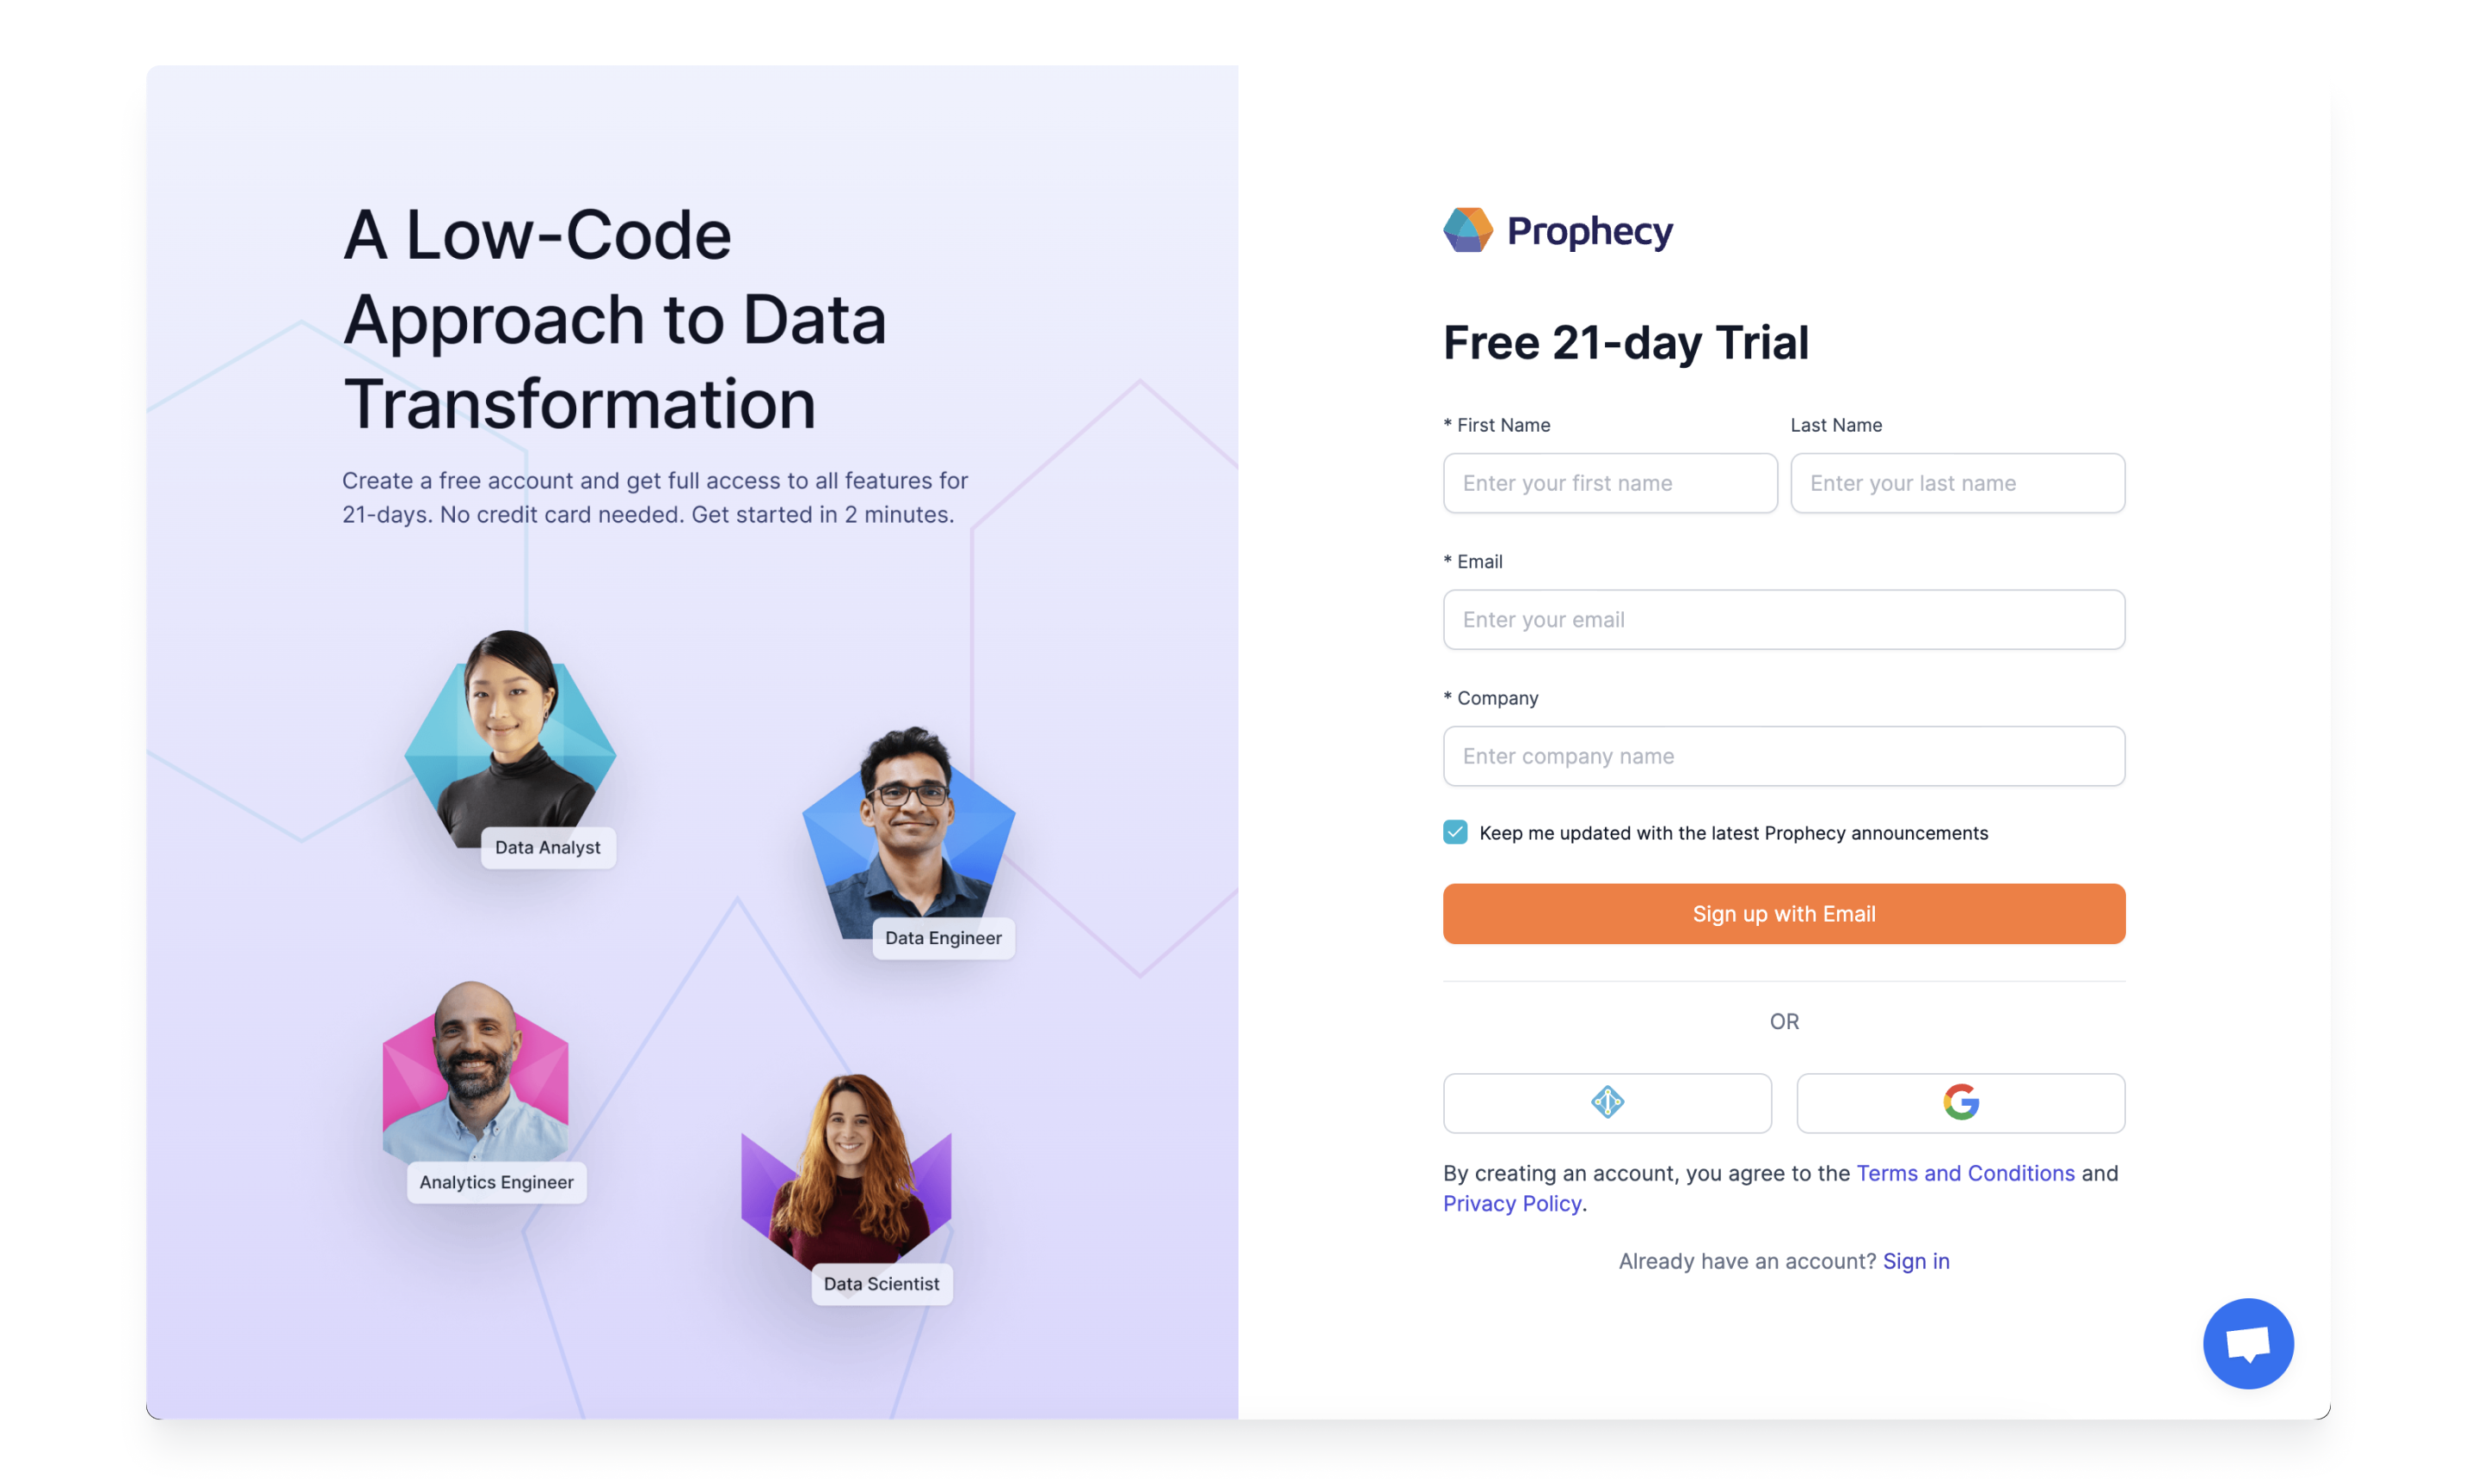 A Low-Code
Approach to Data
Transformation
Create a free account and get full access to all features for
21-days. No credit card needed. Get started in 2 minutes.
Data Analyst
Data Engineer
Analytics Engineer
Data Scientist
Prophecy
Free 21-day Trial
* First Name
Last Name
Enter your first name
Enter your last name
* Email
Enter your email
* Company
Enter company name
Keep me updated with the latest Prophecy announcements
Sign up with Email
OR
By creating an account, you agree to the Terms and Conditions and
Privacy Policy.
Already have an account? Sign in